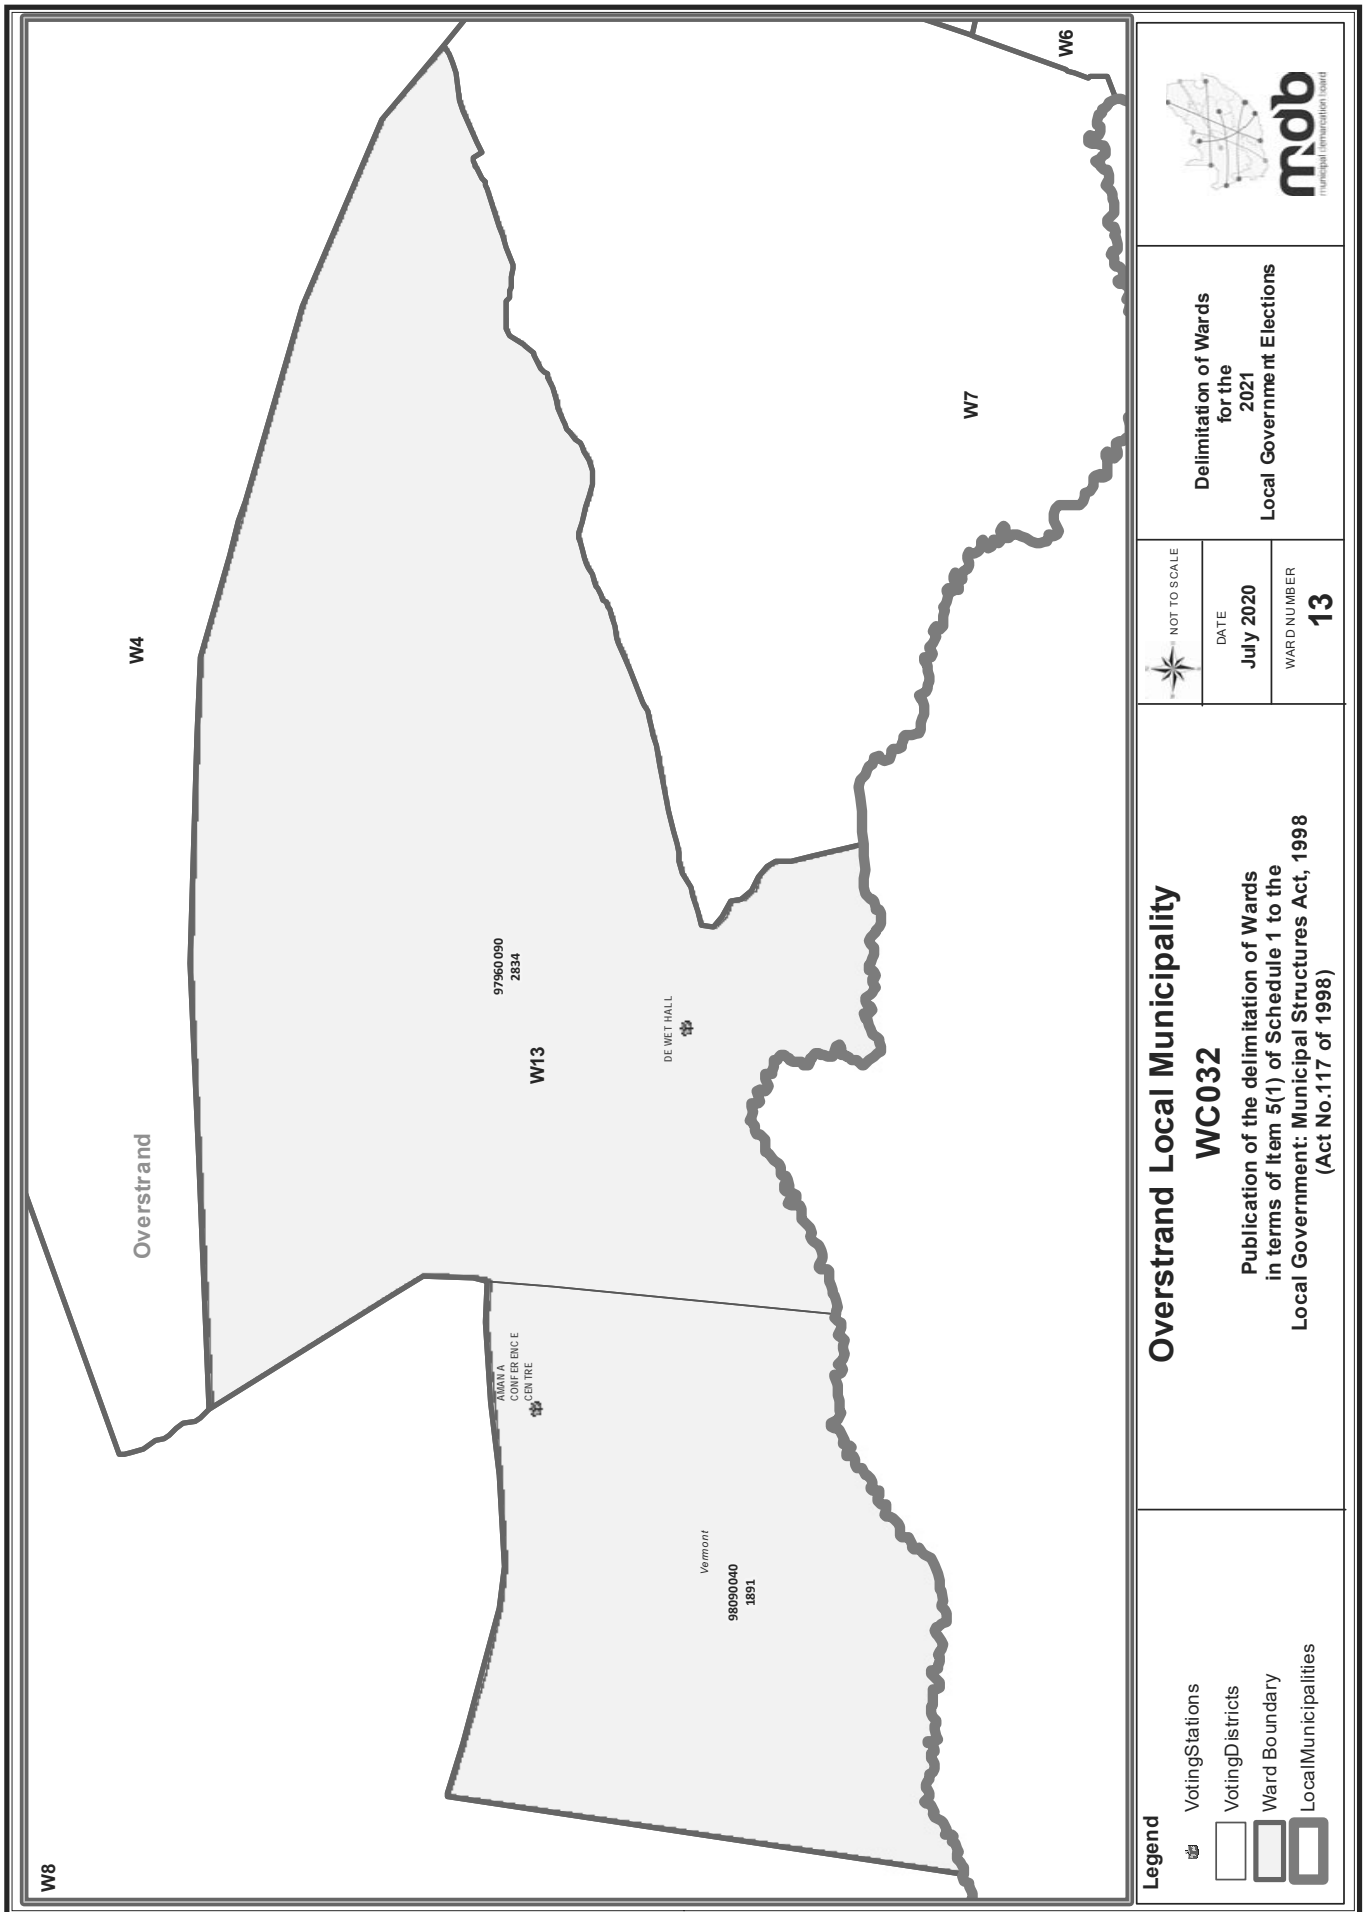 W8
W4
Overstrand
W6
W7
97960090
2834
W13
DE WET HALL
AMANA
CONFERENCE
CENTRE
Vermont
98090040
1891
Legend
VotingStations
VotingDistricts
Ward Boundary
LocalMunicipalities
Overstrand Local Municipality
WC032
Publication of the delimitation of Wards
in terms of Item 5(1) of Schedule 1 to the
Local Government: Municipal Structures Act, 1998
(Act No.117 of 1998)
NOT TO SCALE
DATE
July 2020
WARD NUMBER
13
Delimitation of Wards
for the
2021
Local Government Elections
mdb
municipal demarcation board